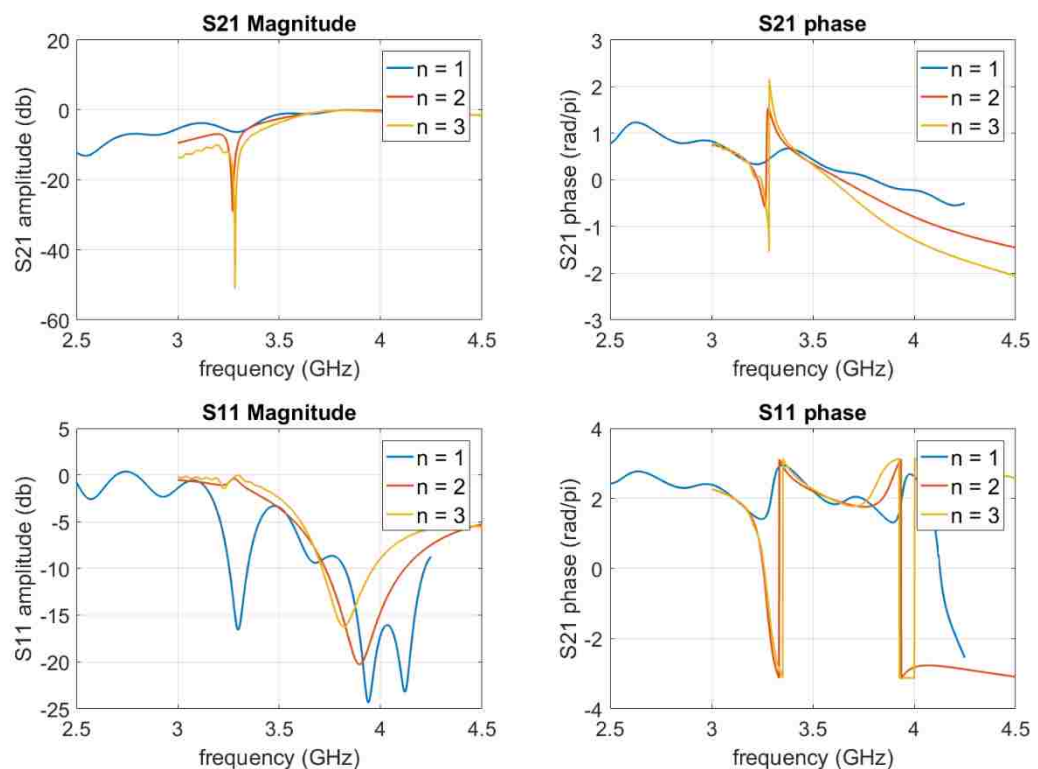 S21 Magnitude
20
0
-20
-40
-60
S21 amplitude (db)
2.5 3 3.5 4 4.5
frequency (GHz)
n = 1
n = 2
n = 3
S21 phase
3
2
1
0
-1
-2
-3
S21 phase (rad/pi)
2.5 3 3.5 4 4.5
frequency (GHz)
n = 1
n = 2
n = 3
S11 Magnitude
5
0
-5
-10
-15
-20
-25
S11 amplitude (db)
2.5 3 3.5 4 4.5
frequency (GHz)
n = 1
n = 2
n = 3
S11 phase
4
2
0
-2
-4
S21 phase (rad/pi)
2.5 3 3.5 4 4.5
frequency (GHz)
n = 1
n = 2
n = 3